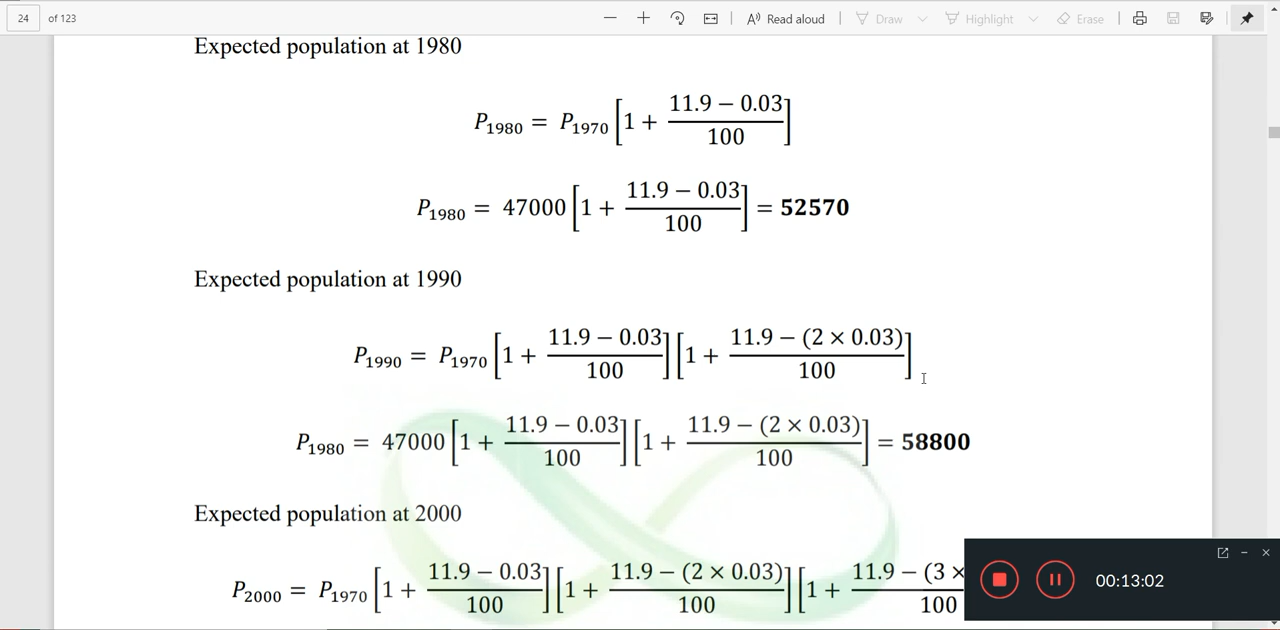 24 of 123 Read aloud Draw Highlight Erase
Expected population at 1980
P₁₉₈₀ = P₁₉₇₀ [1 + (11.9 − 0.03)/100]
P₁₉₈₀ = 47000 [1 + (11.9 − 0.03)/100] = 52570
Expected population at 1990
P₁₉₉₀ = P₁₉₇₀ [1 + (11.9 − 0.03)/100] [1 + (11.9 − (2 × 0.03))/100]
P₁₉₈₀ = 47000 [1 + (11.9 − 0.03)/100] [1 + (11.9 − (2 × 0.03))/100] = 58800
Expected population at 2000
P₂₀₀₀ = P₁₉₇₀ [1 + (11.9 − 0.03)/100] [1 + (11.9 − (2 × 0.03))/100] [1 + 11.9 − (3 × /100
00:13:02